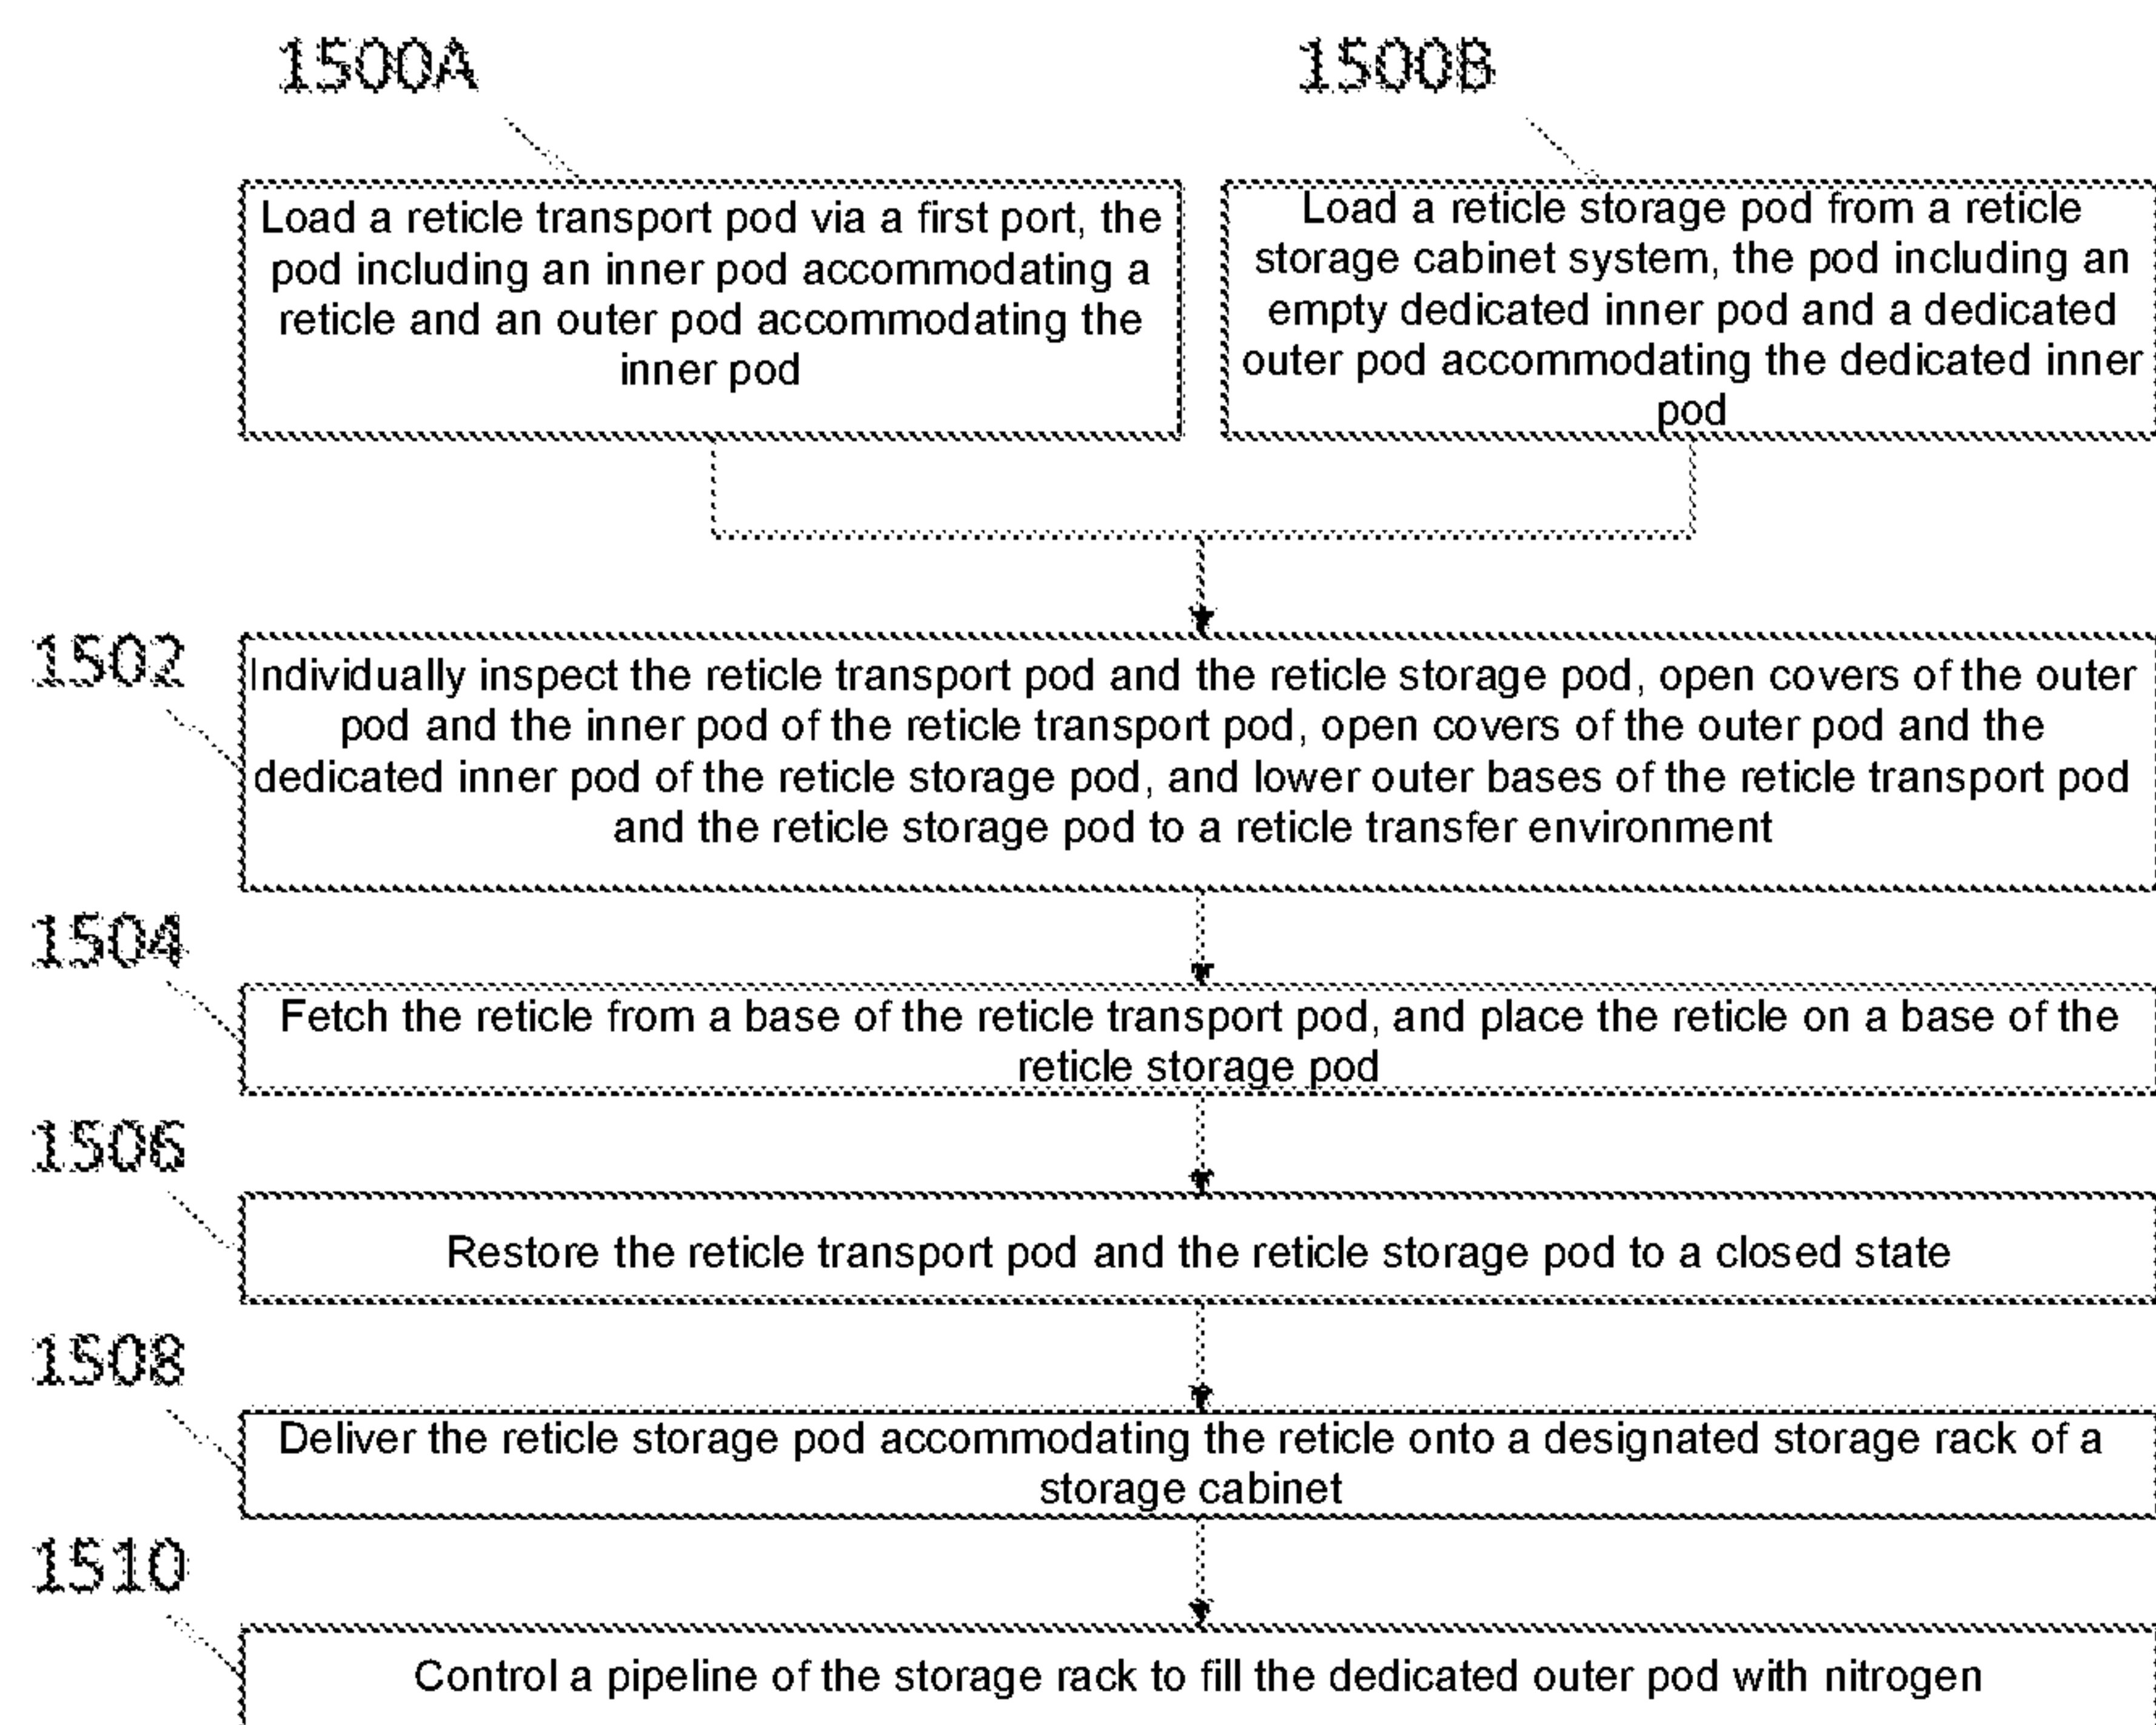 1500A
1500B
Load a reticle transport pod via a first port, the
pod including an inner pod accommodating a
reticle and an outer pod accommodating the
inner pod
Load a reticle storage pod from a reticle
storage cabinet system, the pod including an
empty dedicated inner pod and a dedicated
outer pod accommodating the dedicated inner
pod
1502
Individually inspect the reticle transport pod and the reticle storage pod, open covers of the outer
pod and the inner pod of the reticle transport pod, open covers of the outer pod and the
dedicated inner pod of the reticle storage pod, and lower outer bases of the reticle transport pod
and the reticle storage pod to a reticle transfer environment
1504
Fetch the reticle from a base of the reticle transport pod, and place the reticle on a base of the
reticle storage pod
1506
Restore the reticle transport pod and the reticle storage pod to a closed state
1508
Deliver the reticle storage pod accommodating the reticle onto a designated storage rack of a
storage cabinet
1510
Control a pipeline of the storage rack to fill the dedicated outer pod with nitrogen